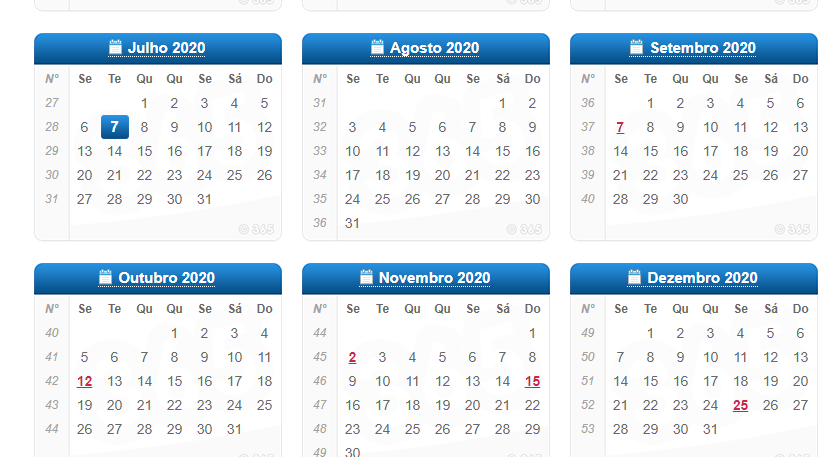 © 365 © 365 © 365
Julho 2020
Nº Se Te Qu Qu Se Sá Do
27 1 2 3 4 5
28 6 7 8 9 10 11 12
29 13 14 15 16 17 18 19
30 20 21 22 23 24 25 26
31 27 28 29 30 31
© 365
Agosto 2020
Nº Se Te Qu Qu Se Sá Do
31 1 2
32 3 4 5 6 7 8 9
33 10 11 12 13 14 15 16
34 17 18 19 20 21 22 23
35 24 25 26 27 28 29 30
36 31
© 365
Setembro 2020
Nº Se Te Qu Qu Se Sá Do
36 1 2 3 4 5 6
37 7 8 9 10 11 12 13
38 14 15 16 17 18 19 20
39 21 22 23 24 25 26 27
40 28 29 30
© 365
Outubro 2020
Nº Se Te Qu Qu Se Sá Do
40 1 2 3 4
41 5 6 7 8 9 10 11
42 12 13 14 15 16 17 18
43 19 20 21 22 23 24 25
44 26 27 28 29 30 31
Novembro 2020
Nº Se Te Qu Qu Se Sá Do
44 1
45 2 3 4 5 6 7 8
46 9 10 11 12 13 14 15
47 16 17 18 19 20 21 22
48 23 24 25 26 27 28 29
49 30
Dezembro 2020
Nº Se Te Qu Qu Se Sá Do
49 1 2 3 4 5 6
50 7 8 9 10 11 12 13
51 14 15 16 17 18 19 20
52 21 22 23 24 25 26 27
53 28 29 30 31